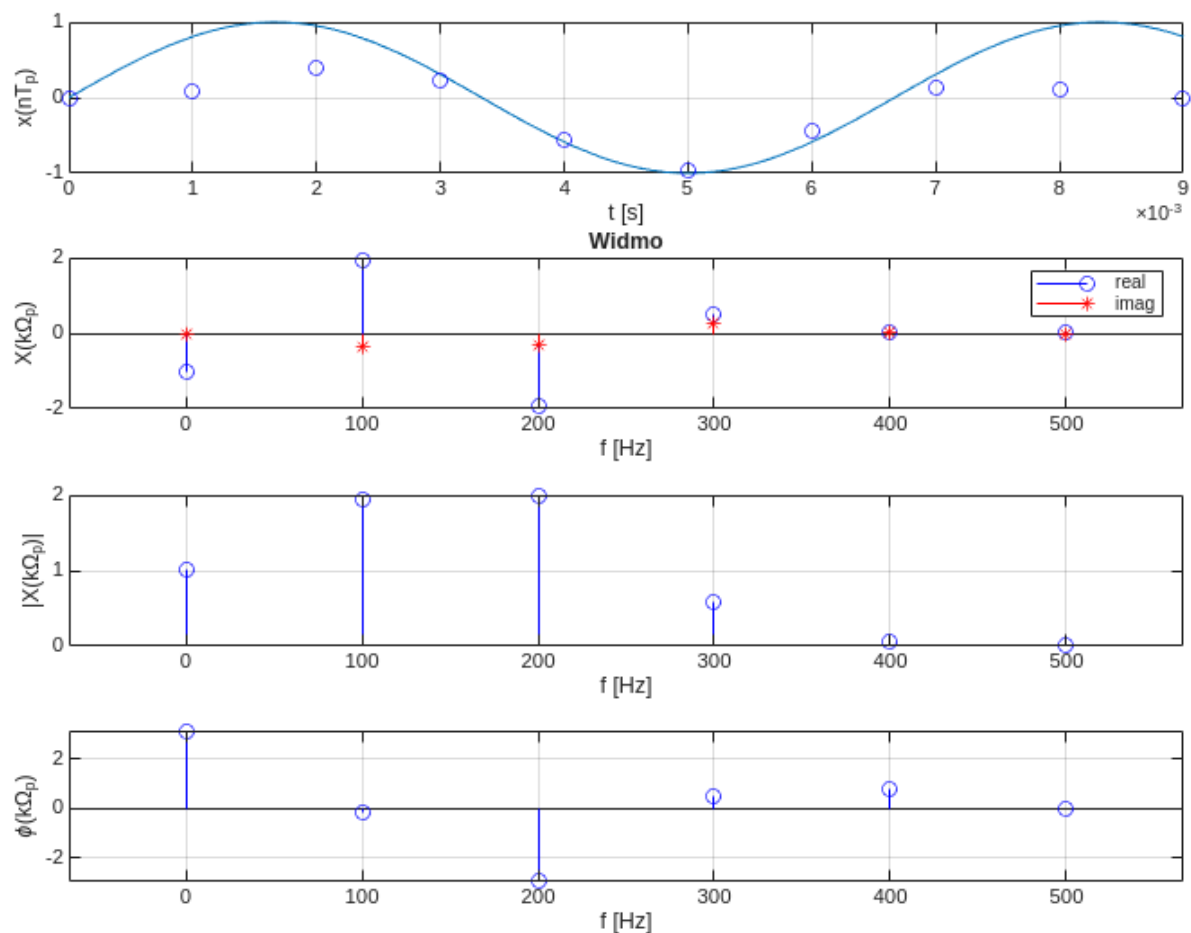 1
0
-1
x(nTp)
0 1 2 3 4 5 6 7 8 9
t [s]
×10-3
Widmo
2
0
-2
X(kΩp)
real
imag
0 100 200 300 400 500
f [Hz]
2
1
0
|X(kΩp)|
0 100 200 300 400 500
f [Hz]
2
0
-2
ϕ(kΩp)
0 100 200 300 400 500
f [Hz]